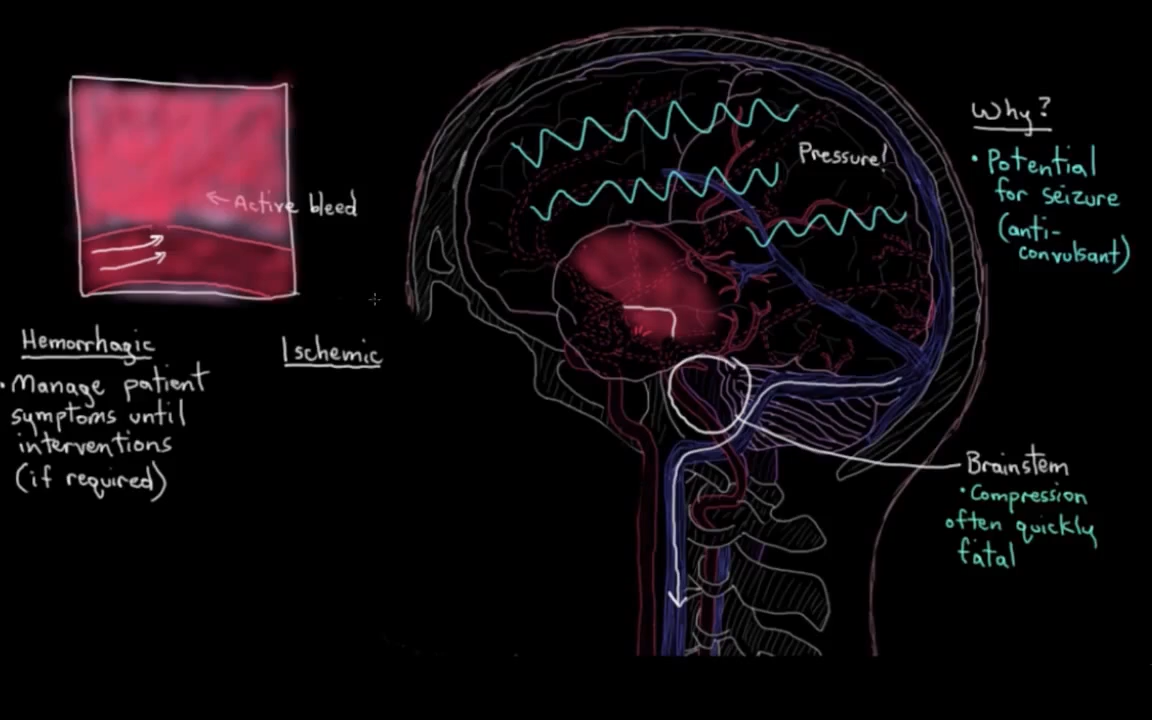 ← Active bleed
Hemorrhagic
• Manage patient
symptoms until
interventions
(if required)
Ischemic
Pressure!
Why?
• Potential
for seizure
(anti-
convulsant)
Brainstem
• Compression
often quickly
fatal